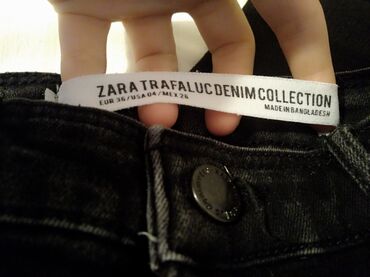 ZARA TRAFALUC DENIM COLLECTION
EUR 36/USA 04/MEX 26
MADE IN BANGLADESH